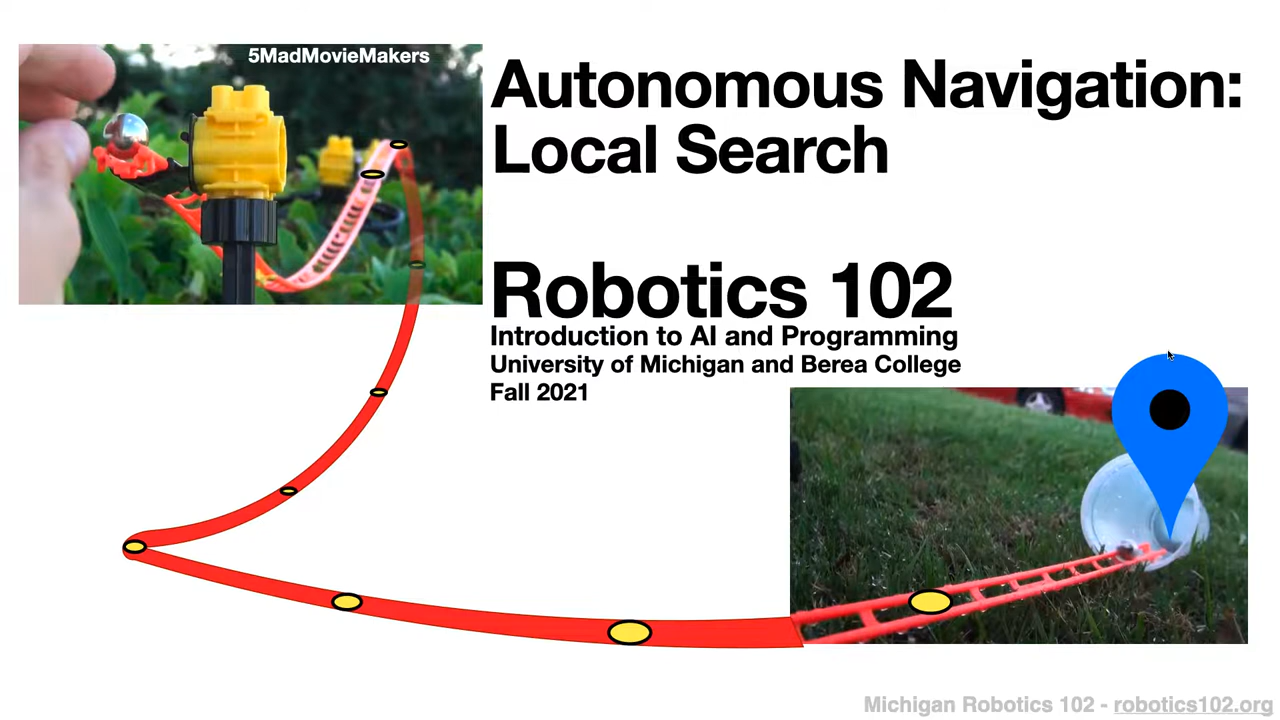 5MadMovieMakers
Autonomous Navigation:
Local Search
Robotics 102
Introduction to AI and Programming
University of Michigan and Berea College
Fall 2021
Michigan Robotics 102 - robotics102.org